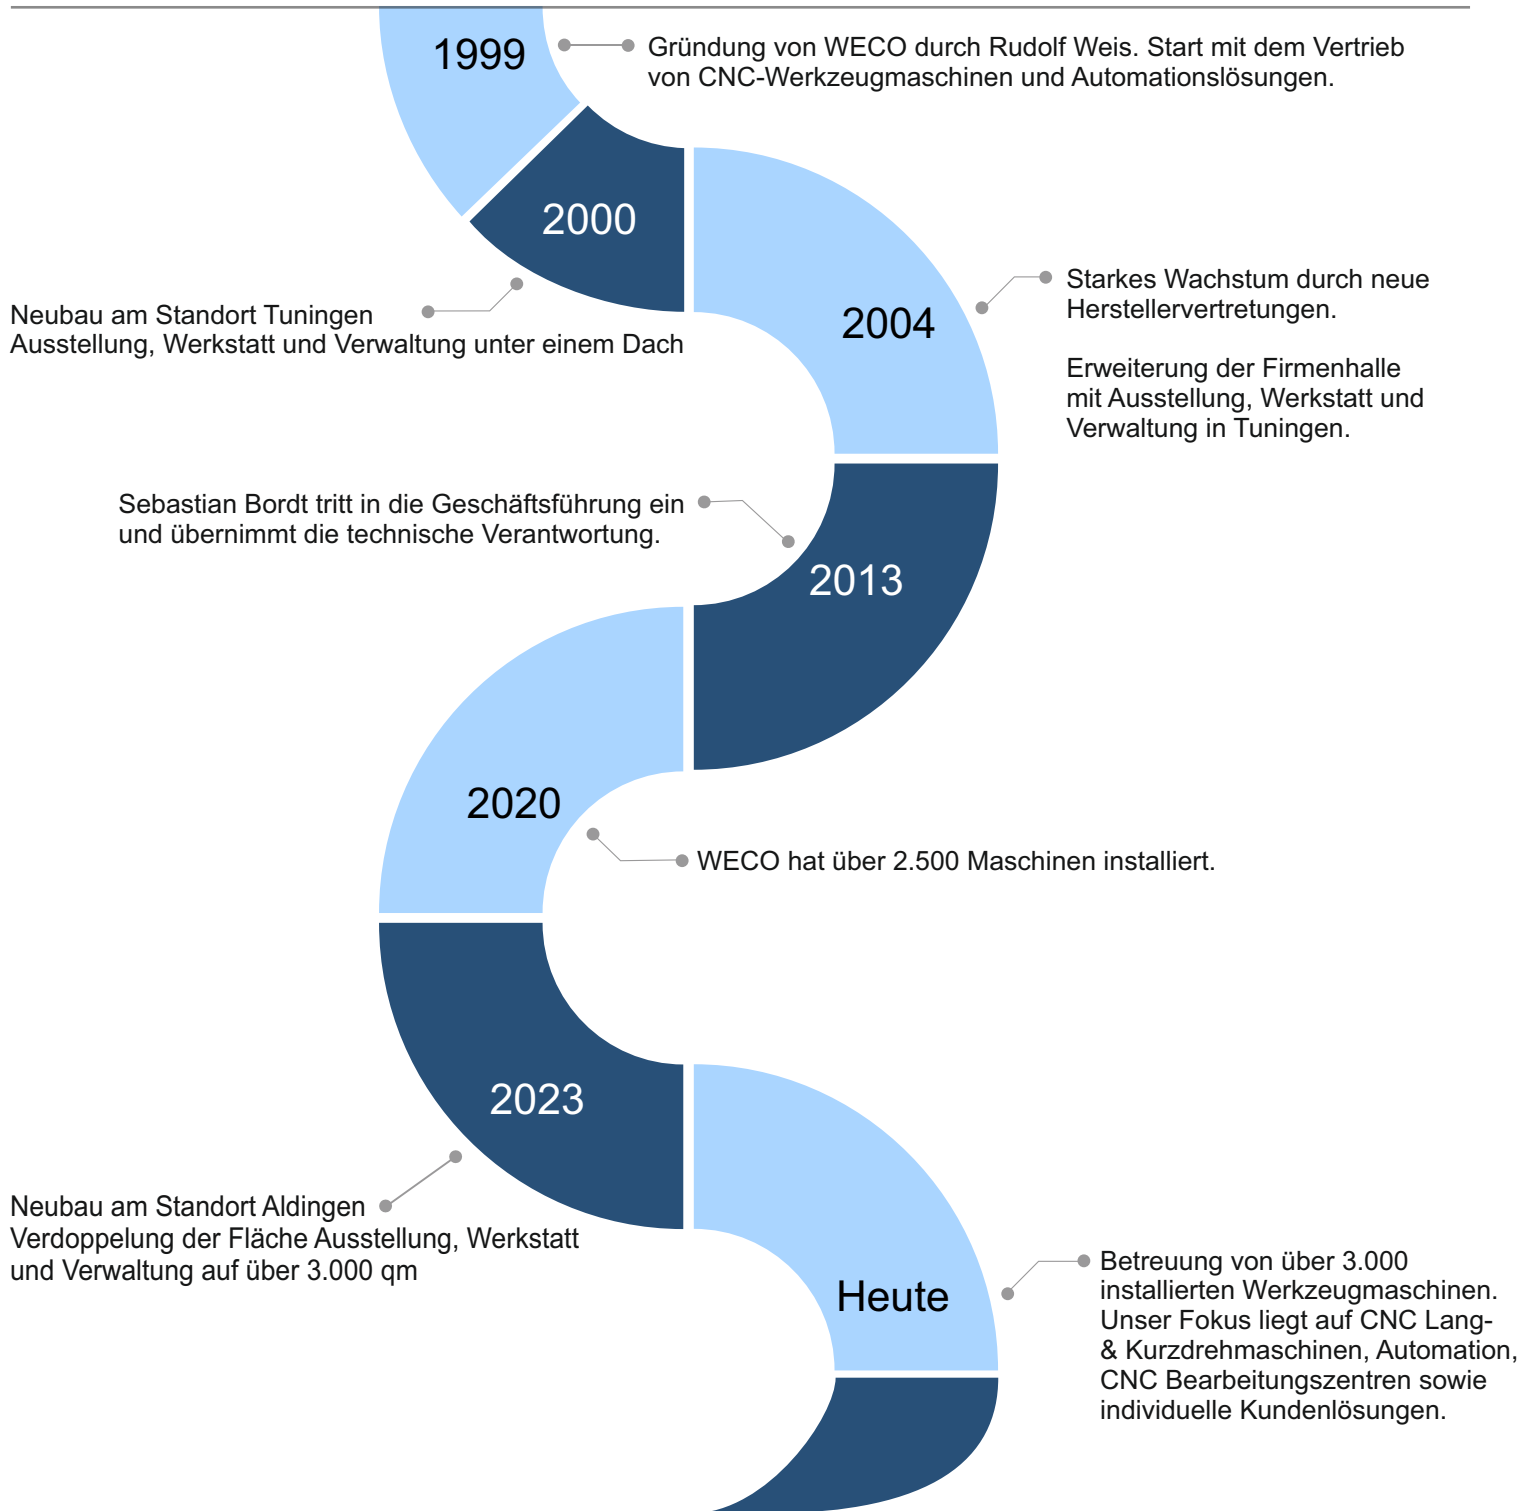 1999
Gründung von WECO durch Rudolf Weis. Start mit dem Vertrieb
von CNC-Werkzeugmaschinen und Automationslösungen.
2000
Neubau am Standort Tuningen
Ausstellung, Werkstatt und Verwaltung unter einem Dach
2004
Starkes Wachstum durch neue
Herstellervertretungen.
Erweiterung der Firmenhalle
mit Ausstellung, Werkstatt und
Verwaltung in Tuningen.
Sebastian Bordt tritt in die Geschäftsführung ein
und übernimmt die technische Verantwortung.
2013
2020
WECO hat über 2.500 Maschinen installiert.
2023
Neubau am Standort Aldingen
Verdoppelung der Fläche Ausstellung, Werkstatt
und Verwaltung auf über 3.000 qm
Heute
Betreuung von über 3.000
installierten Werkzeugmaschinen.
Unser Fokus liegt auf CNC Lang-
& Kurzdrehmaschinen, Automation,
CNC Bearbeitungszentren sowie
individuelle Kundenlösungen.